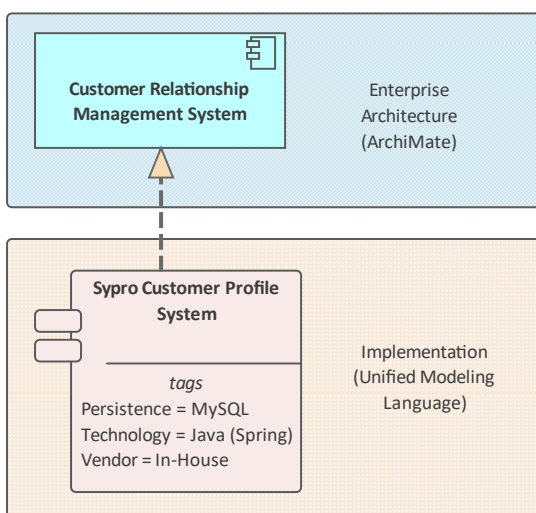 Customer Relationship
Management System
Enterprise
Architecture
(ArchiMate)
Sypro Customer Profile
System
tags
Persistence = MySQL
Technology = Java (Spring)
Vendor = In-House
Implementation
(Unified Modeling
Language)